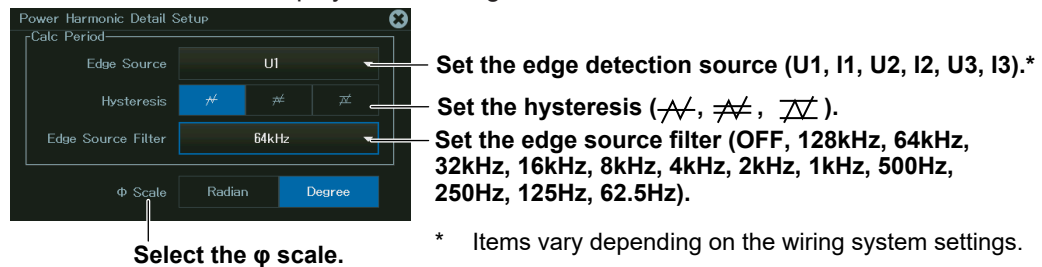 Power Harmonic Detail Setup
Calc Period
Edge Source U1
Hysteresis
Edge Source Filter 64kHz
Φ Scale Radian Degree
Set the edge detection source (U1, I1, U2, I2, U3, I3).*
Set the hysteresis ( , , ).
Set the edge source filter (OFF, 128kHz, 64kHz,
32kHz, 16kHz, 8kHz, 4kHz, 2kHz, 1kHz, 500Hz,
250Hz, 125Hz, 62.5Hz).
Select the φ scale.
* Items vary depending on the wiring system settings.